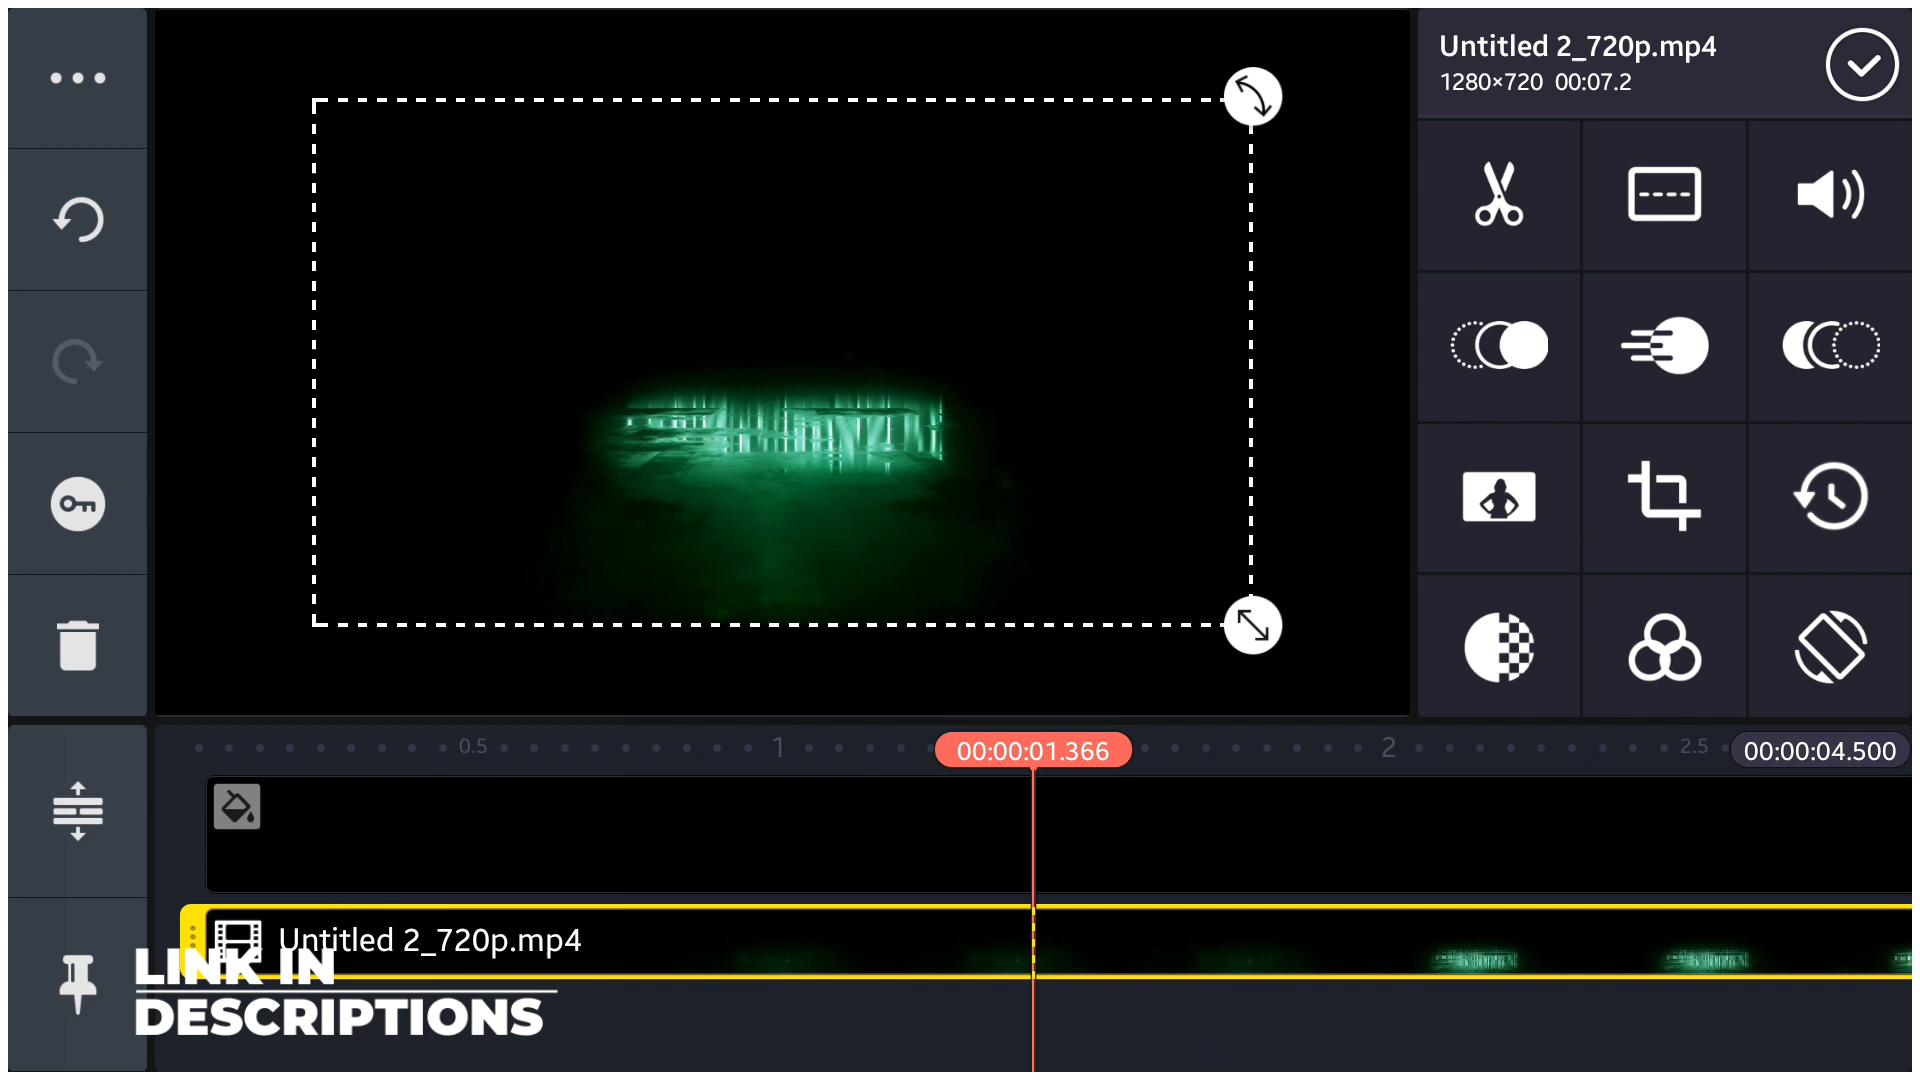 Untitled 2_720p.mp4
1280×720 00:07.2
0.5
1
00:00:01.366
2
2.5
00:00:04.500
Untitled 2_720p.mp4
LINK IN
DESCRIPTIONS